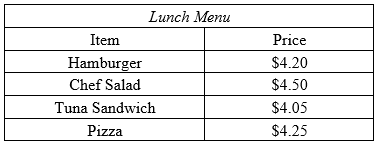 Lunch Menu
Item Price
Hamburger $4.20
Chef Salad $4.50
Tuna Sandwich $4.05
Pizza $4.25